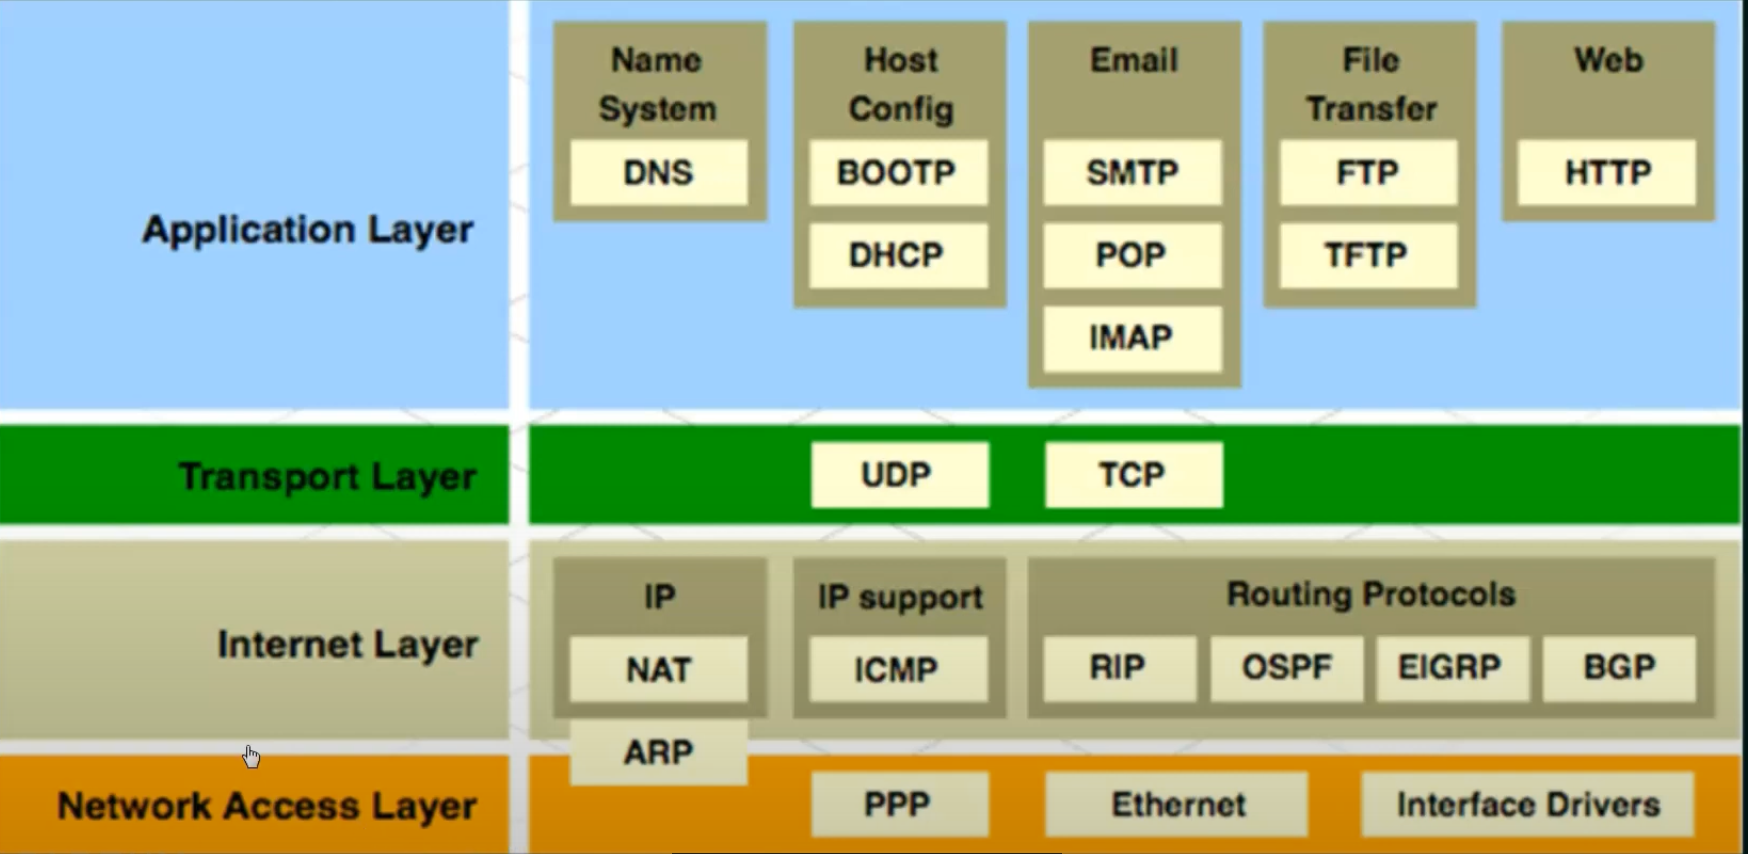 Name
System
DNS
Host
Config
BOOTP
DHCP
Email
SMTP
POP
IMAP
File
Transfer
FTP
TFTP
Web
HTTP
Application Layer
Transport Layer
UDP
TCP
Internet Layer
IP
NAT
ARP
IP support
ICMP
Routing Protocols
RIP
OSPF
EIGRP
BGP
Network Access Layer
PPP
Ethernet
Interface Drivers